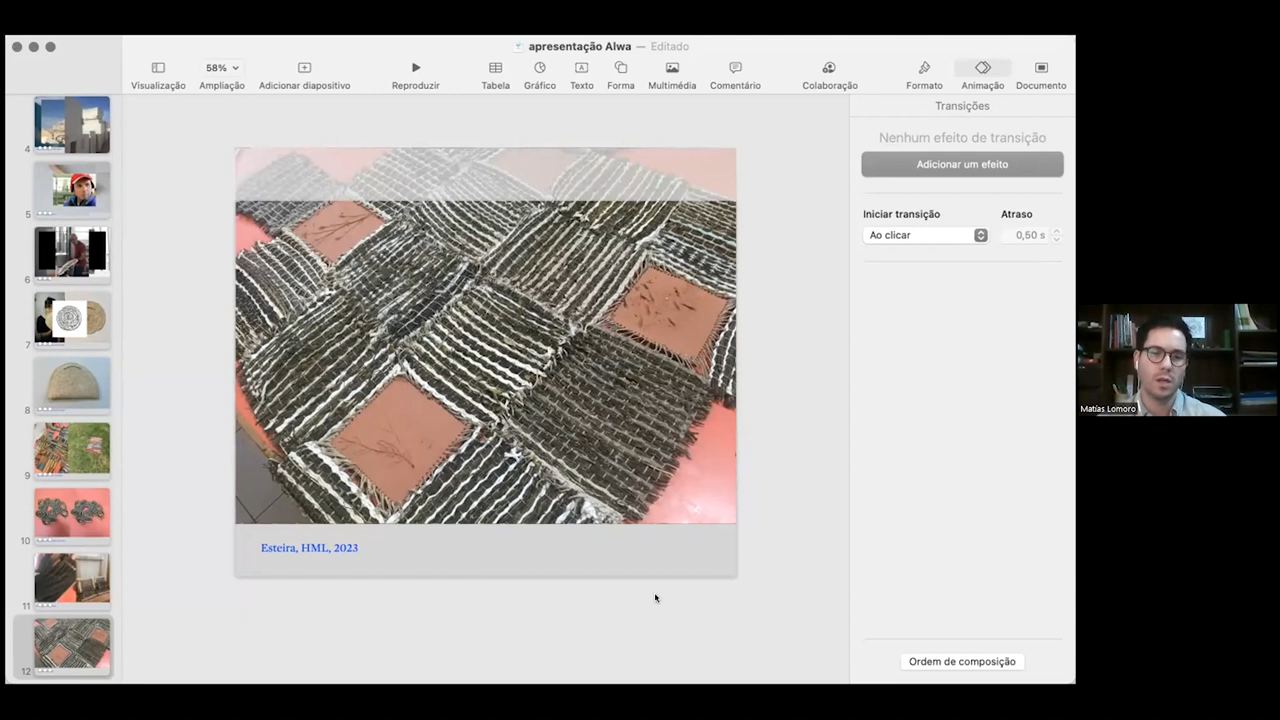 apresentação Alwa — Editado
58%
Visualização Ampliação Adicionar diapositivo Reproduzir Tabela Gráfico Texto Forma Multimédia Comentário Colaboração Formato Animação Documento
Transições
Nenhum efeito de transição
Adicionar um efeito
Iniciar transição Atraso
Ao clicar 0,50 s
4
5
6
7
8
9
10
11
12
Esteira, HML, 2023
Matías Lomoro
Ordem de composição